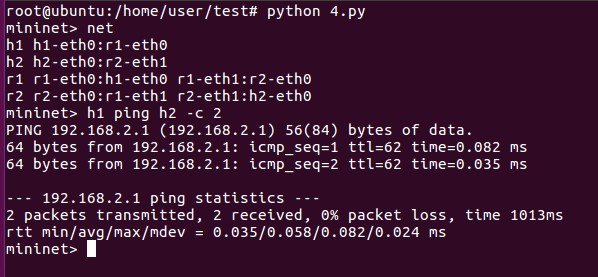 root@ubuntu:/home/user/test# python 4.py
mininet> net
h1 h1-eth0:r1-eth0
h2 h2-eth0:r2-eth1
r1 r1-eth0:h1-eth0 r1-eth1:r2-eth0
r2 r2-eth0:r1-eth1 r2-eth1:h2-eth0
mininet> h1 ping h2 -c 2
PING 192.168.2.1 (192.168.2.1) 56(84) bytes of data.
64 bytes from 192.168.2.1: icmp_seq=1 ttl=62 time=0.082 ms
64 bytes from 192.168.2.1: icmp_seq=2 ttl=62 time=0.035 ms
--- 192.168.2.1 ping statistics ---
2 packets transmitted, 2 received, 0% packet loss, time 1013ms
rtt min/avg/max/mdev = 0.035/0.058/0.082/0.024 ms
mininet>